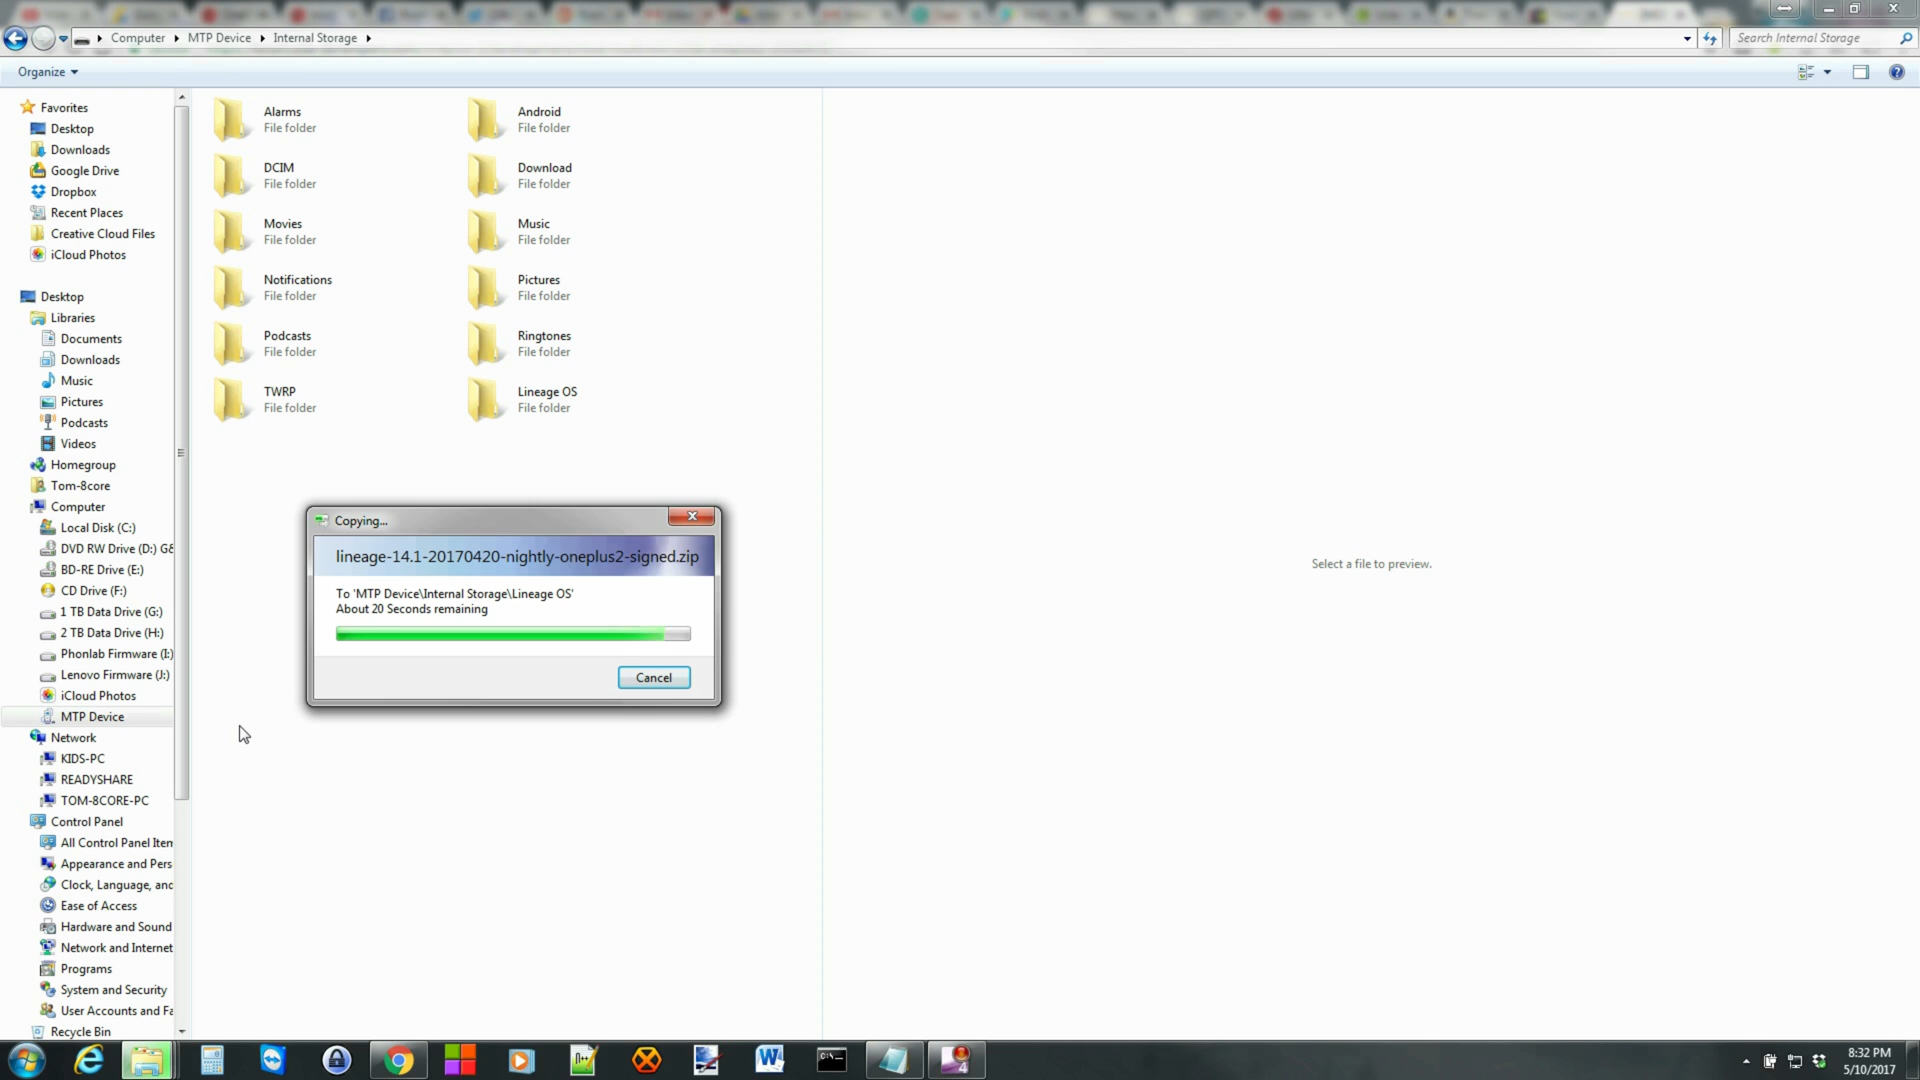 Computer ▸ MTP Device ▸ Internal Storage ▸
Search Internal Storage
Organize
Favorites
Desktop
Downloads
Google Drive
Dropbox
Recent Places
Creative Cloud Files
iCloud Photos
Desktop
Libraries
Documents
Downloads
Music
Pictures
Podcasts
Videos
Homegroup
Tom-8core
Computer
Local Disk (C:)
DVD RW Drive (D:) G
BD-RE Drive (E:)
CD Drive (F:)
1 TB Data Drive (G:)
2 TB Data Drive (H:)
Phonlab Firmware (I:)
Lenovo Firmware (J:)
iCloud Photos
MTP Device
Network
KIDS-PC
READYSHARE
TOM-8CORE-PC
Control Panel
All Control Panel Iten
Appearance and Pers
Clock, Language, and
Ease of Access
Hardware and Sound
Network and Internet
Programs
System and Security
User Accounts and Fa
Recycle Bin
Alarms
File folder
Android
File folder
DCIM
File folder
Download
File folder
Movies
File folder
Music
File folder
Notifications
File folder
Pictures
File folder
Podcasts
File folder
Ringtones
File folder
TWRP
File folder
Lineage OS
File folder
Copying...
lineage-14.1-20170420-nightly-oneplus2-signed.zip
To 'MTP Device\Internal Storage\Lineage OS'
About 20 Seconds remaining
Cancel
Select a file to preview.
8:32 PM
5/10/2017